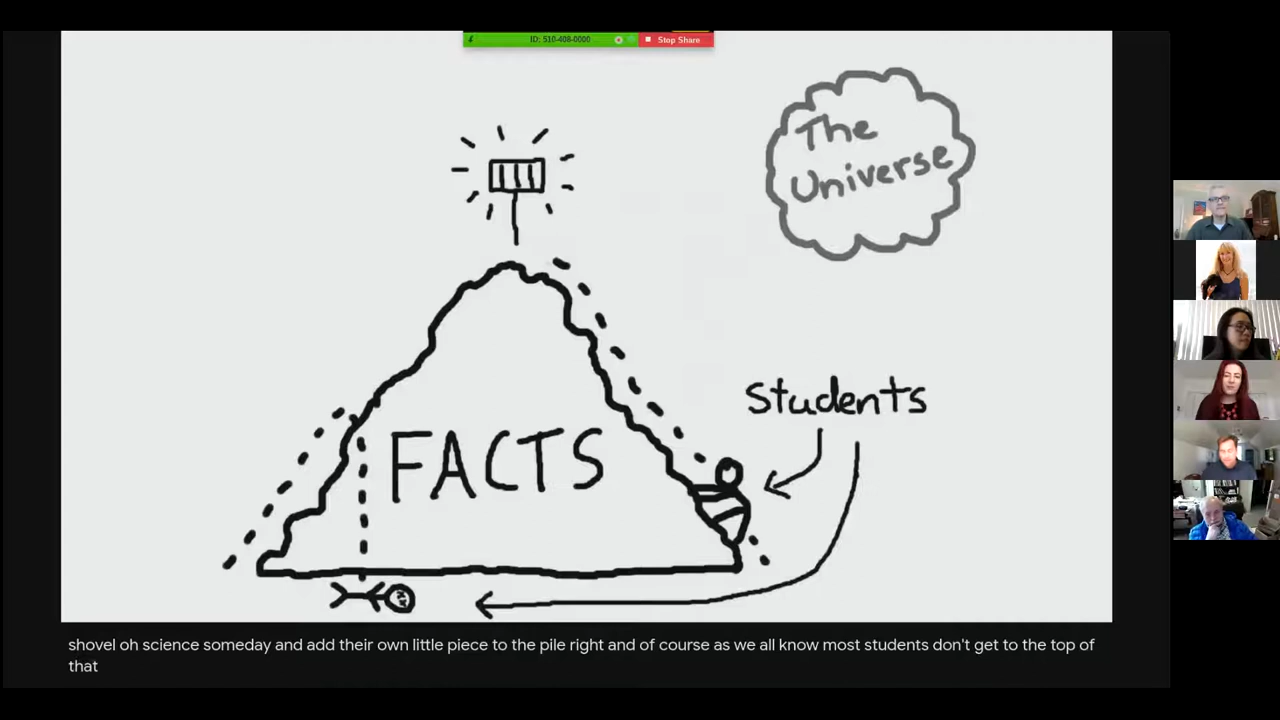 ID: 510-408-0000
Stop Share
The
Universe
students
FACTS
shovel oh science someday and add their own little piece to the pile right and of course as we all know most students don't get to the top of
that